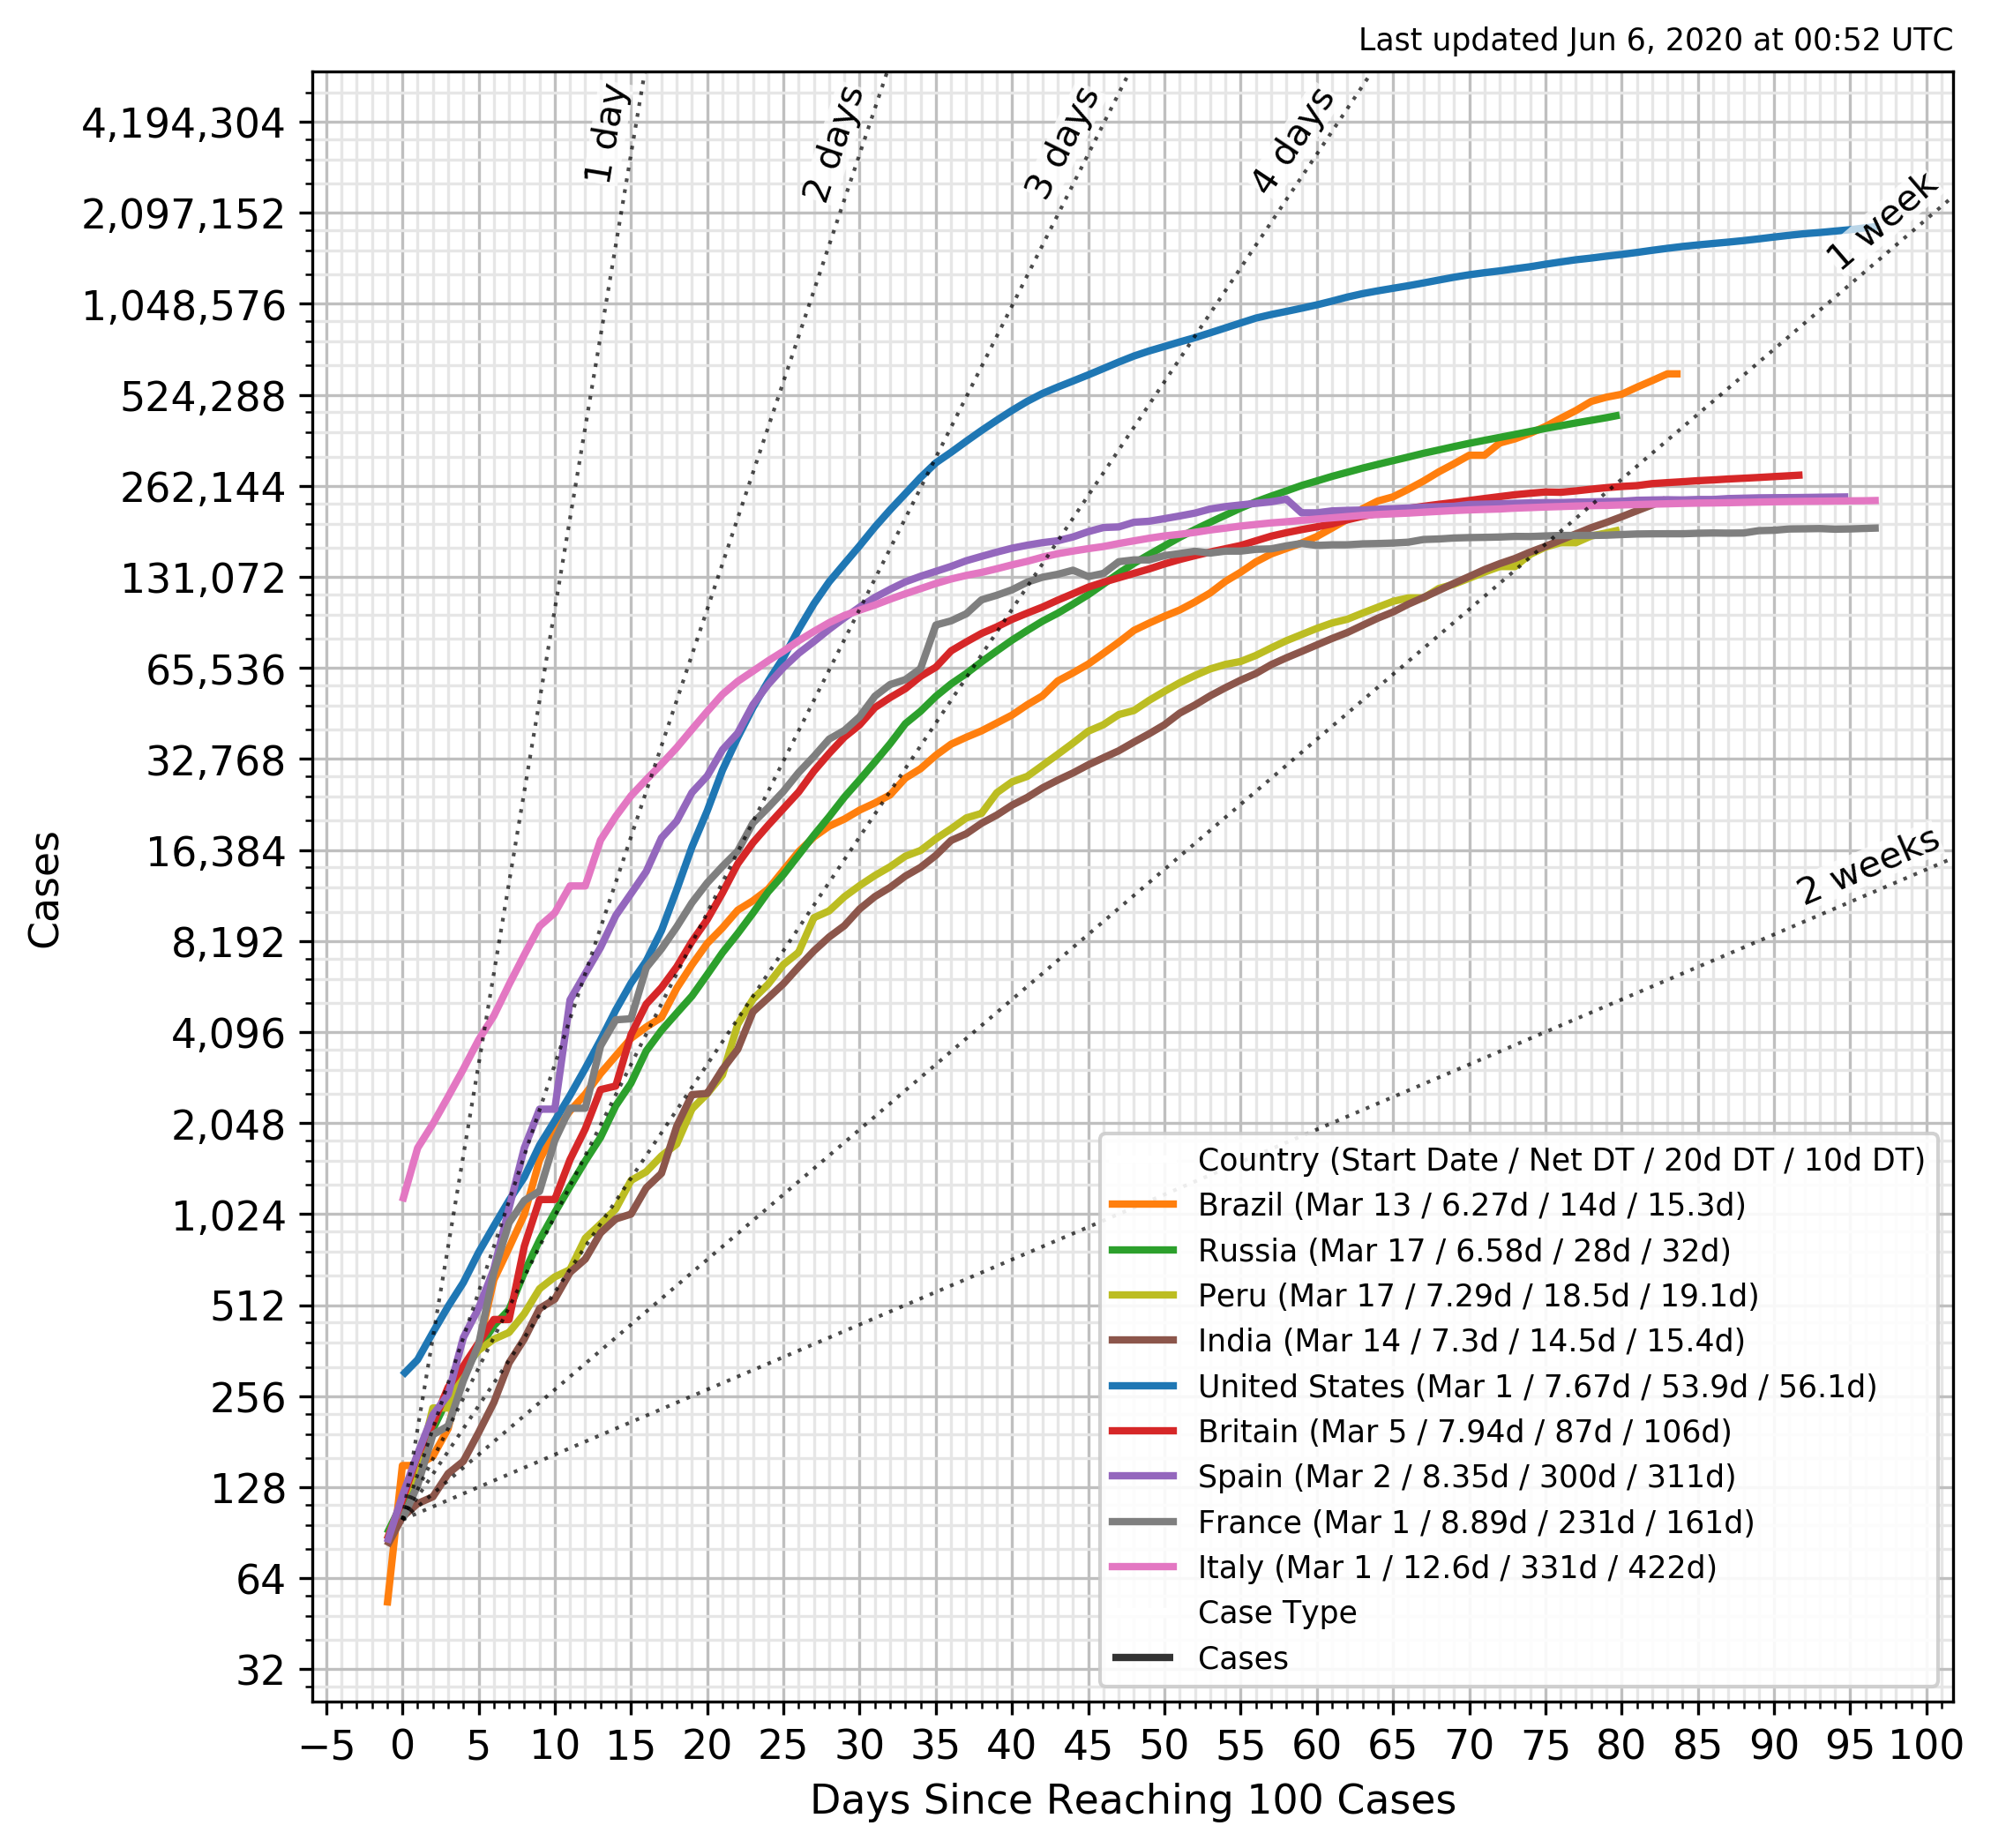 Last updated Jun 6, 2020 at 00:52 UTC
1 day
2 days
3 days
4 days
1 week
2 weeks
4,194,304
2,097,152
1,048,576
524,288
262,144
131,072
65,536
32,768
16,384
8,192
4,096
2,048
1,024
512
256
128
64
32
Cases
Country (Start Date / Net DT / 20d DT / 10d DT)
Brazil (Mar 13 / 6.27d / 14d / 15.3d)
Russia (Mar 17 / 6.58d / 28d / 32d)
Peru (Mar 17 / 7.29d / 18.5d / 19.1d)
India (Mar 14 / 7.3d / 14.5d / 15.4d)
United States (Mar 1 / 7.67d / 53.9d / 56.1d)
Britain (Mar 5 / 7.94d / 87d / 106d)
Spain (Mar 2 / 8.35d / 300d / 311d)
France (Mar 1 / 8.89d / 231d / 161d)
Italy (Mar 1 / 12.6d / 331d / 422d)
Case Type
Cases
−5 0 5 10 15 20 25 30 35 40 45 50 55 60 65 70 75 80 85 90 95 100
Days Since Reaching 100 Cases